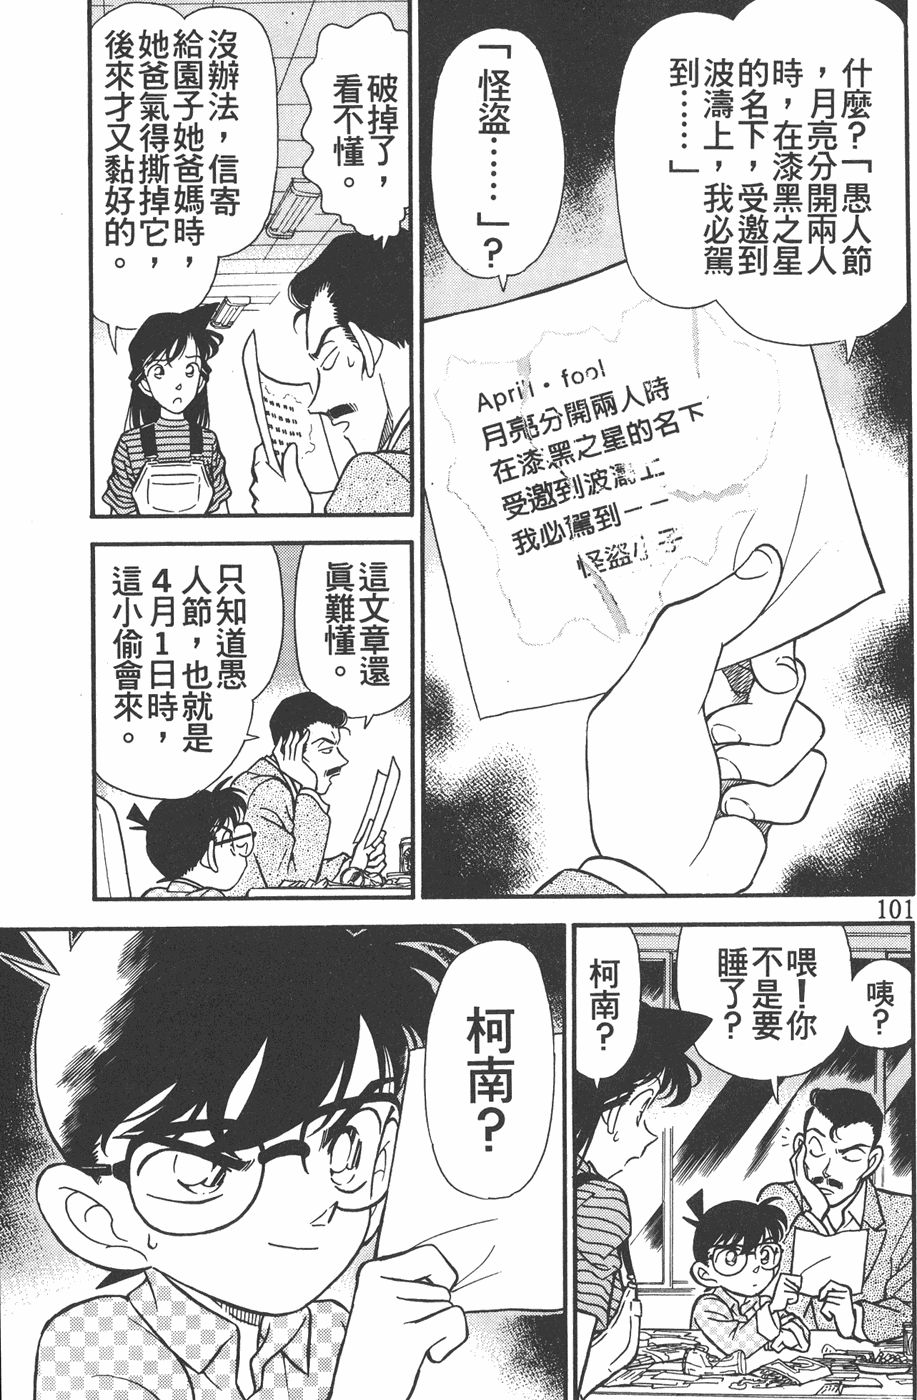 什麼？「愚人節
，月亮分開兩人
時，在漆黑之星
的名下，受邀到
波濤上，我必駕
到……」
「怪盜……」？
April・fool
月亮分開兩人時
在漆黑之星的名下
受邀到波濤上
我必駕到——
怪盜小子
破掉了，
看不懂。
沒辦法，信寄
給園子她爸媽時，
她爸氣得撕掉它，
後來才又黏好的。
這文章還
眞難懂。
只知道愚
人節，也就是
4月1日時，
這小偷會來。
101
咦？
喂！你
不是要
睡了？
柯南？
柯南？